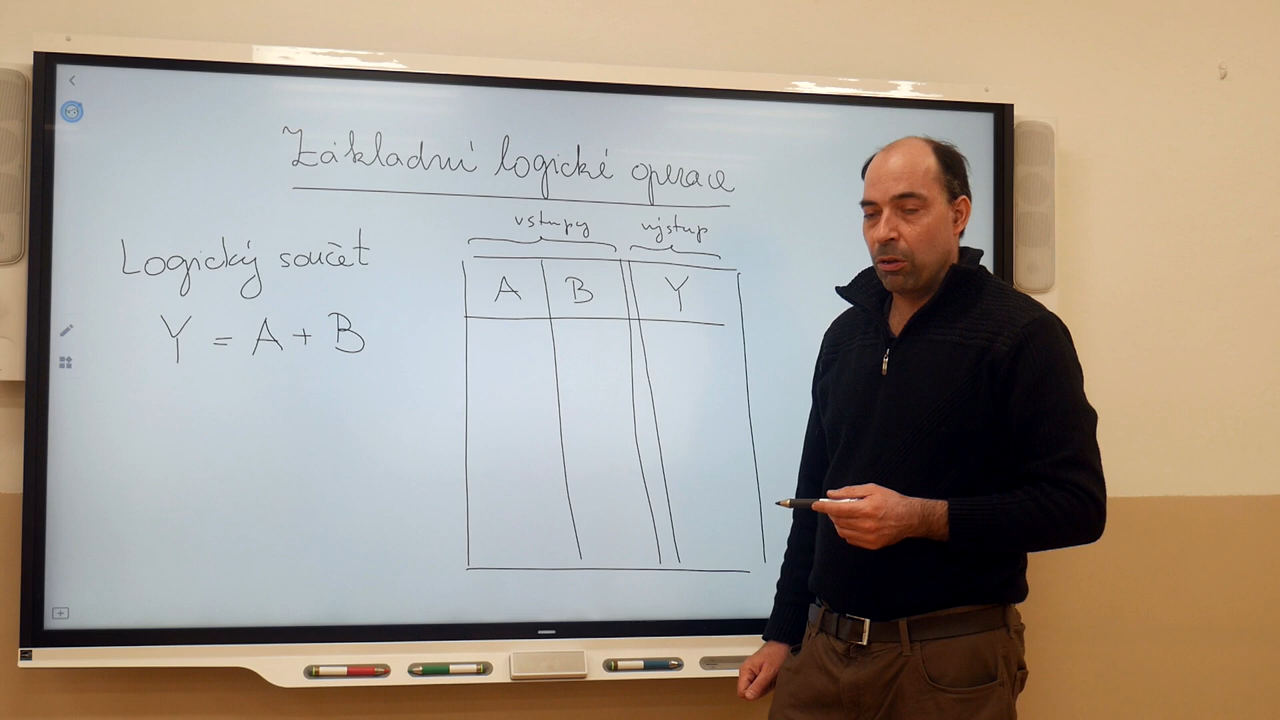 Základní logické operace
Logický součet
Y = A + B
vstupy výstup
A B Y